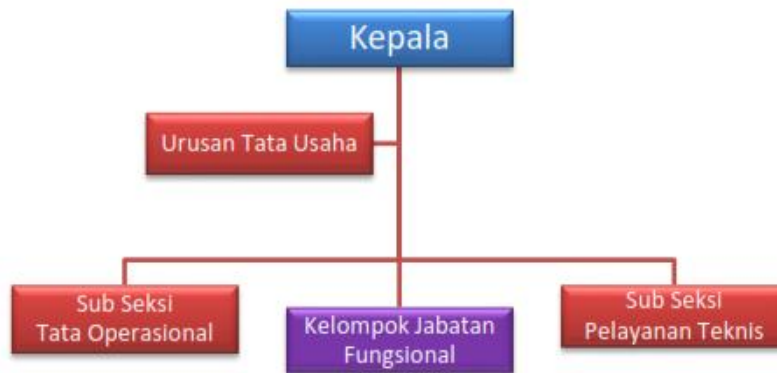 Kepala
Urusan Tata Usaha
Sub Seksi
Tata Operasional
Kelompok Jabatan
Fungsional
Sub Seksi
Pelayanan Teknis